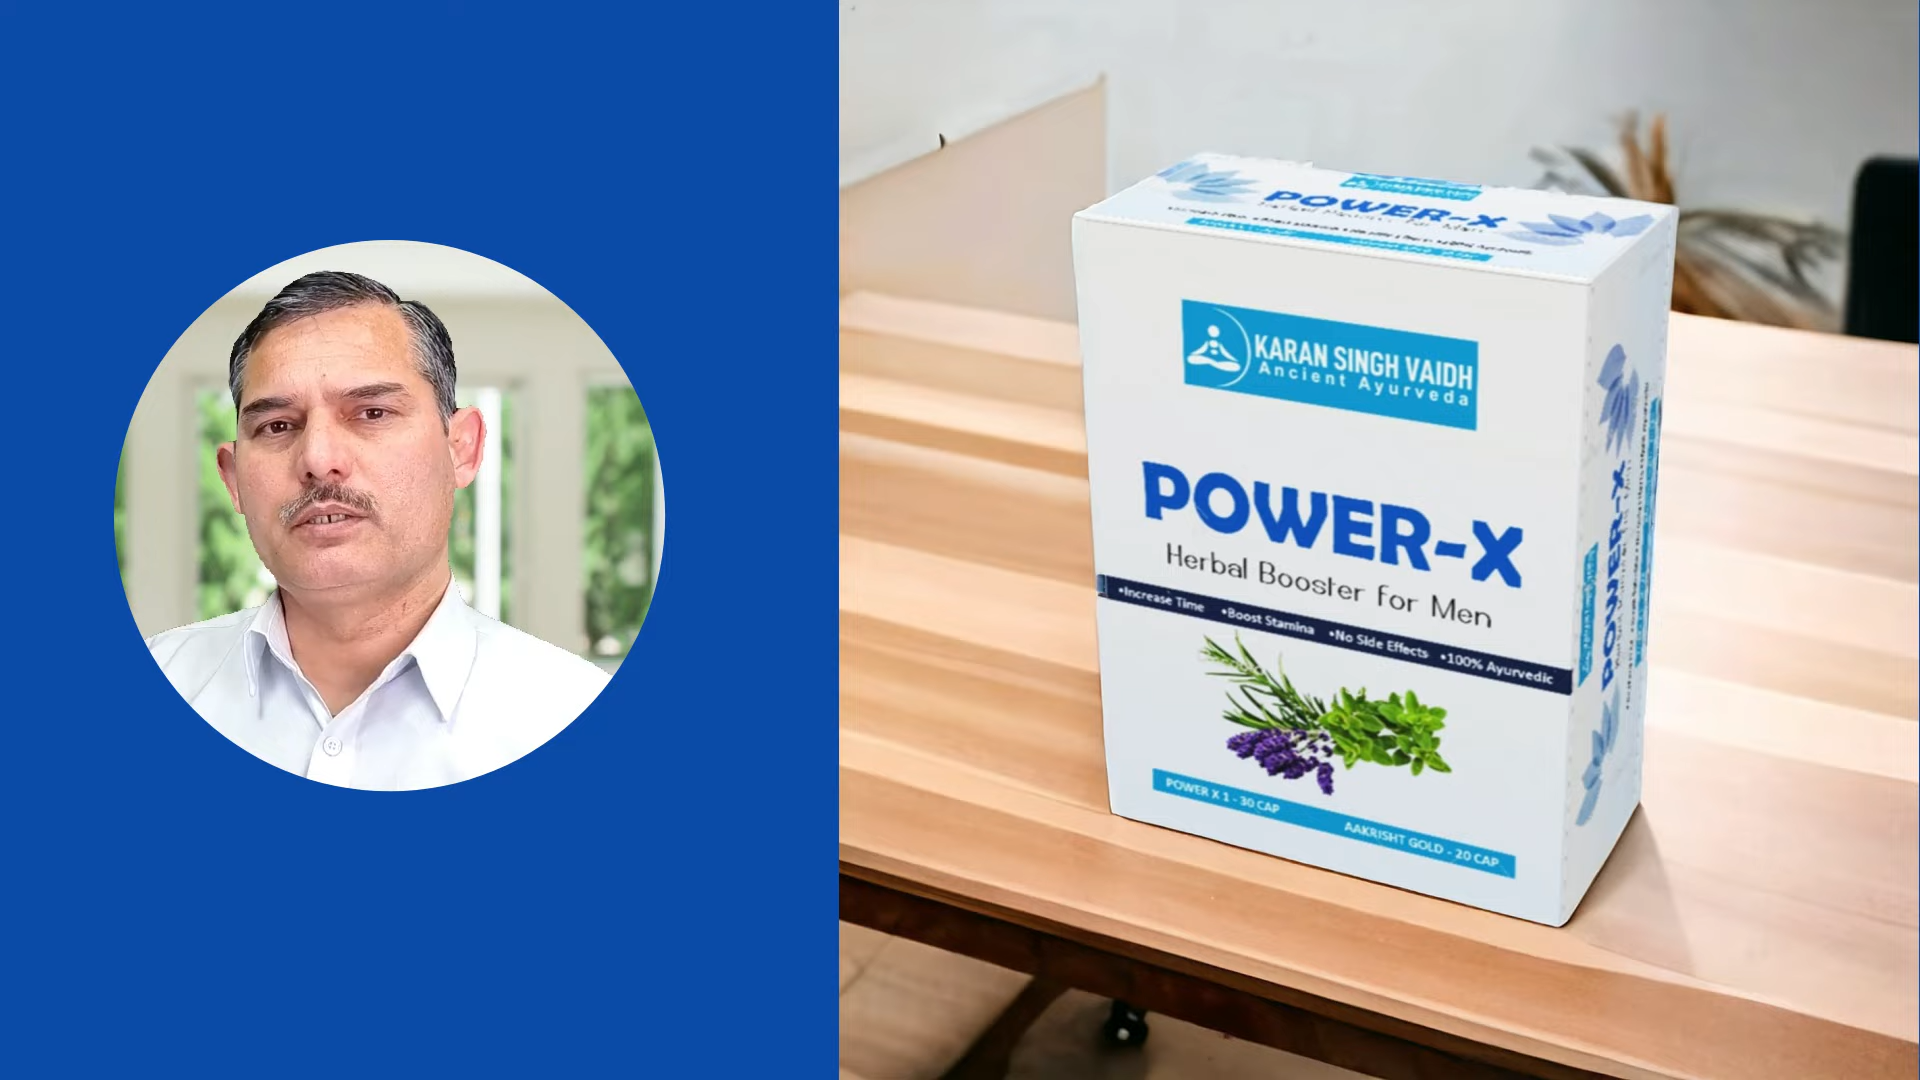 POWER-X
KARAN SINGH VAIDH
Ancient Ayurveda
POWER-X
Herbal Booster for Men
•Increase Time •Boost Stamina •No Side Effects •100% Ayurvedic
POWER X 1 - 30 CAP
AAKRISHT GOLD - 20 CAP
POWER-X